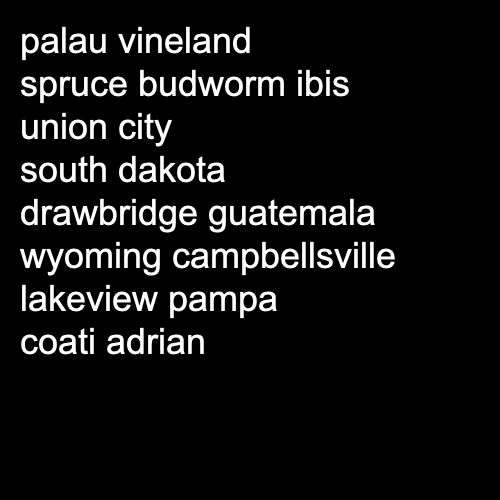 palau vineland
spruce budworm ibis
union city
south dakota
drawbridge guatemala
wyoming campbellsville
lakeview pampa
coati adrian